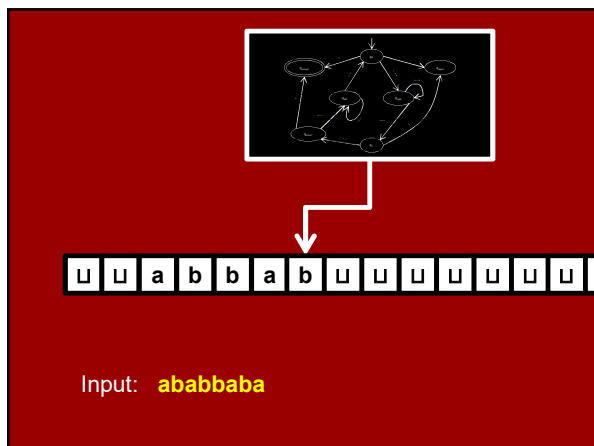 ⊔ ⊔ a b b a b ⊔ ⊔ ⊔ ⊔ ⊔ ⊔ ⊔
Input: ababbaba